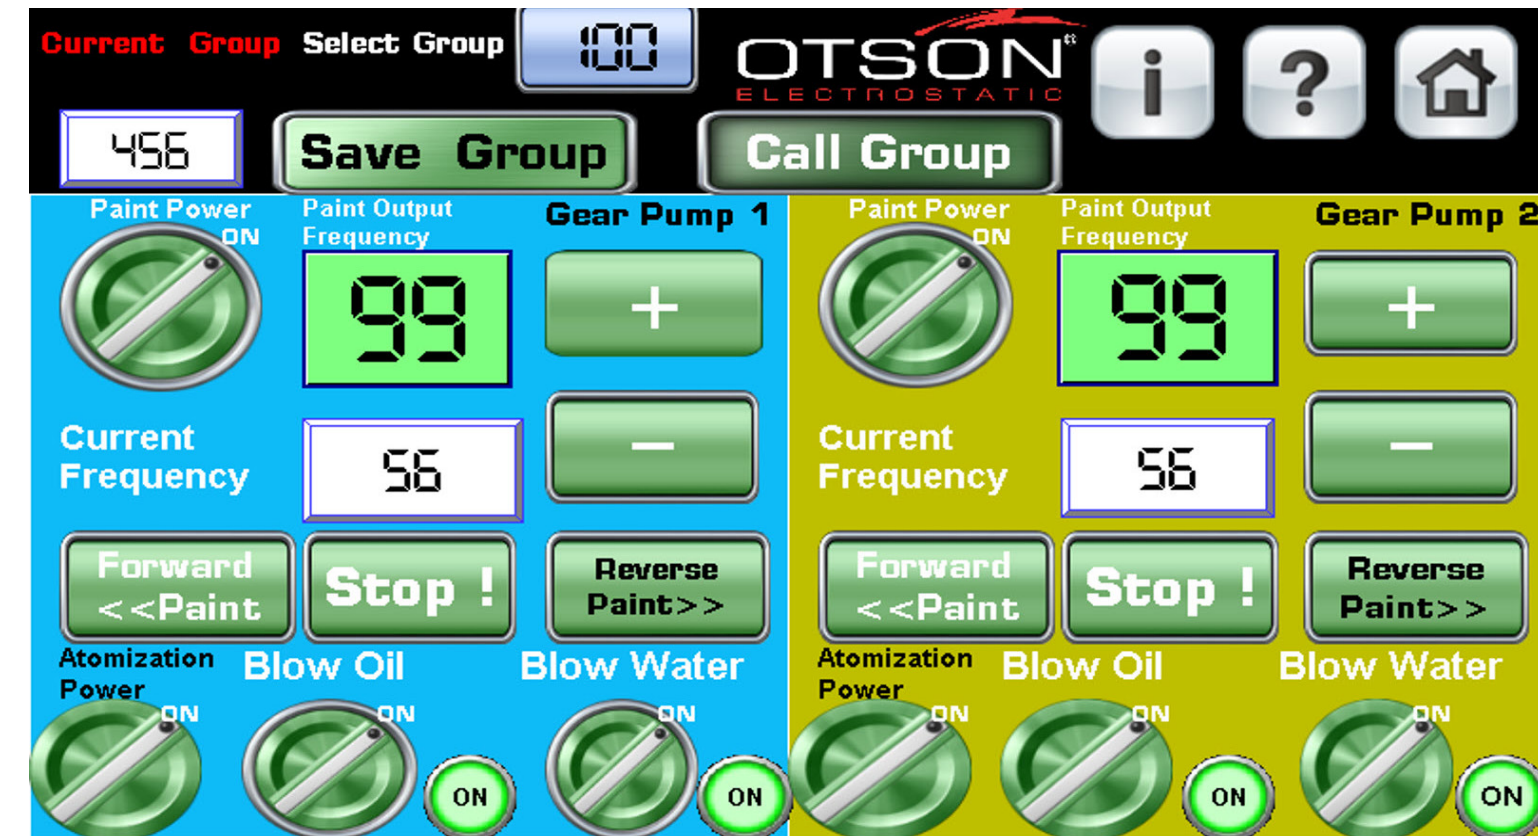 Current Group Select Group 100
OTSON®
ELECTROSTATIC
i ?
456 Save Group Call Group
Paint Power
ON
Paint Output
Frequency
Gear Pump 1
99
+
Current
Frequency
56
−
Forward
<<Paint
Stop !
Reverse
Paint>>
Atomization
Power
ON
Blow Oil
ON
ON
Blow Water
ON
ON
Paint Power
ON
Paint Output
Frequency
Gear Pump 2
99
+
Current
Frequency
56
−
Forward
<<Paint
Stop !
Reverse
Paint>>
Atomization
Power
ON
Blow Oil
ON
ON
Blow Water
ON
ON